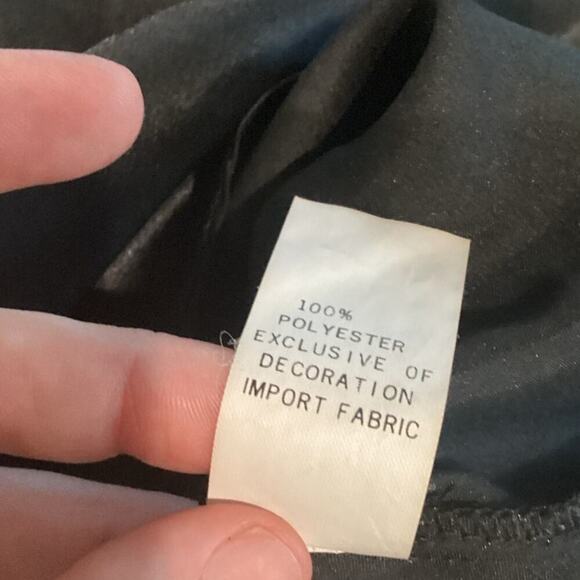 100%
POLYESTER
EXCLUSIVE OF
DECORATION
IMPORT FABRIC